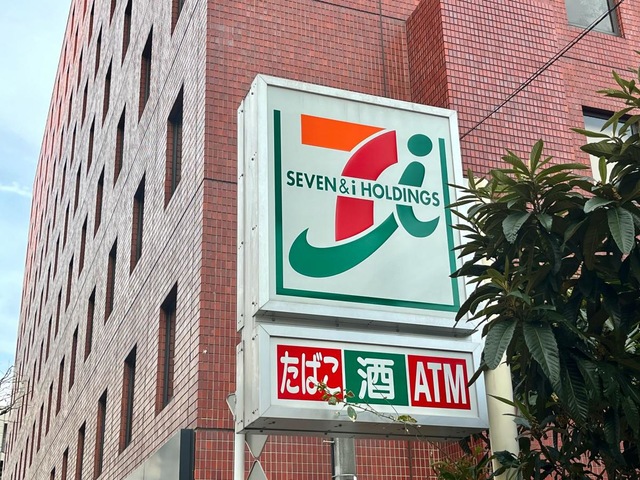 SEVEN & i HOLDINGS
たばこ 酒 ATM